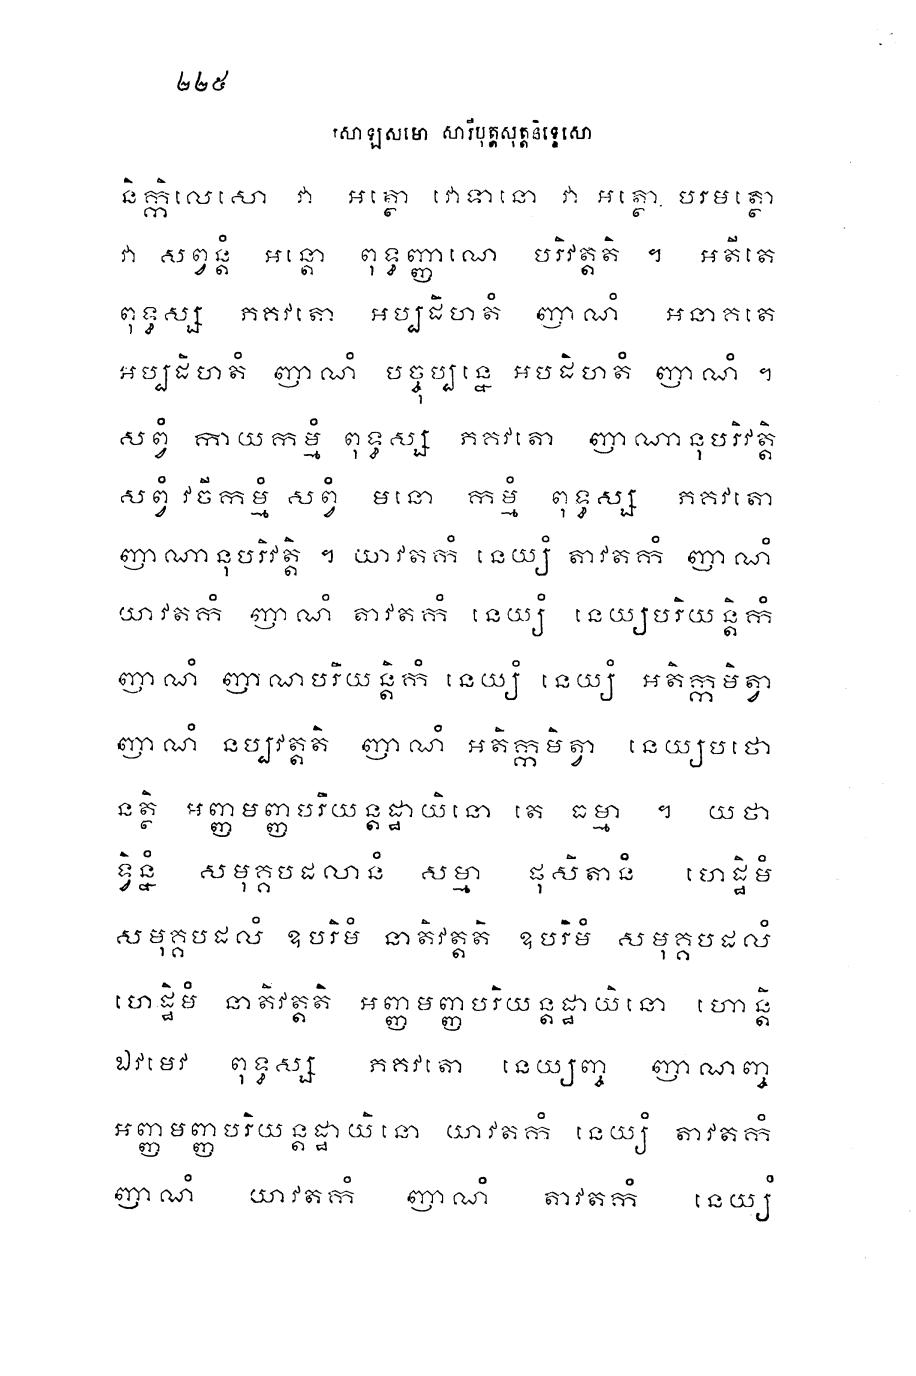 ២២៥
សោឡសមោ សារីបុត្តសុត្តនិទ្ទេសោ
និក្កិលេសោ វា អត្ថោ វោទានោ វា អត្ថោ បរមត្ថោ
វា សព្វន្តំ អន្តោ ពុទ្ធញ្ញាណេ បរិវត្តតិ ។ អតីតេ
ពុទ្ធស្ស ភគវតោ អប្បដិហតំ ញាណំ អនាគតេ
អប្បដិហតំ ញាណំ បច្ចុប្បន្នេ អបដិហតំ ញាណំ ។
សព្វំ កាយកម្មំ ពុទ្ធស្ស ភគវតោ ញាណានុបរិវត្តិ
សព្វំ វចីកម្មំ សព្វំ មនោ កម្មំ ពុទ្ធស្ស ភគវតោ
ញាណានុបរិវត្តិ ។ យាវតកំ នេយ្យំ តាវតកំ ញាណំ
យាវតកំ ញាណំ តាវតកំ នេយ្យំ នេយ្យបរិយន្តិកំ
ញាណំ ញាណបរិយន្តិកំ នេយ្យំ នេយ្យំ អតិក្កមិត្វា
ញាណំ នប្បវត្តតិ ញាណំ អតិក្កមិត្វា នេយ្យបថោ
នត្ថិ អញ្ញមញ្ញបរិយន្តដ្ឋាយិនោ តេ ធម្មា ។ យថា
ទ្វិន្នំ សមុគ្គបដលានំ សម្មា ផុសិតានំ ហេដ្ឋិមំ
សមុគ្គបដលំ ឧបរិមំ នាតិវត្តតិ ឧបរិមំ សមុគ្គបដលំ
ហេដ្ឋិមំ នាតិវត្តតិ អញ្ញមញ្ញបរិយន្តដ្ឋាយិនោ ហោន្តិ
ឯវមេវ ពុទ្ធស្ស ភគវតោ នេយ្យញ្ច ញាណញ្ច
អញ្ញមញ្ញបរិយន្តដ្ឋាយិនោ យាវតកំ នេយ្យំ តាវតកំ
ញាណំ យាវតកំ ញាណំ តាវតកំ នេយ្យំ